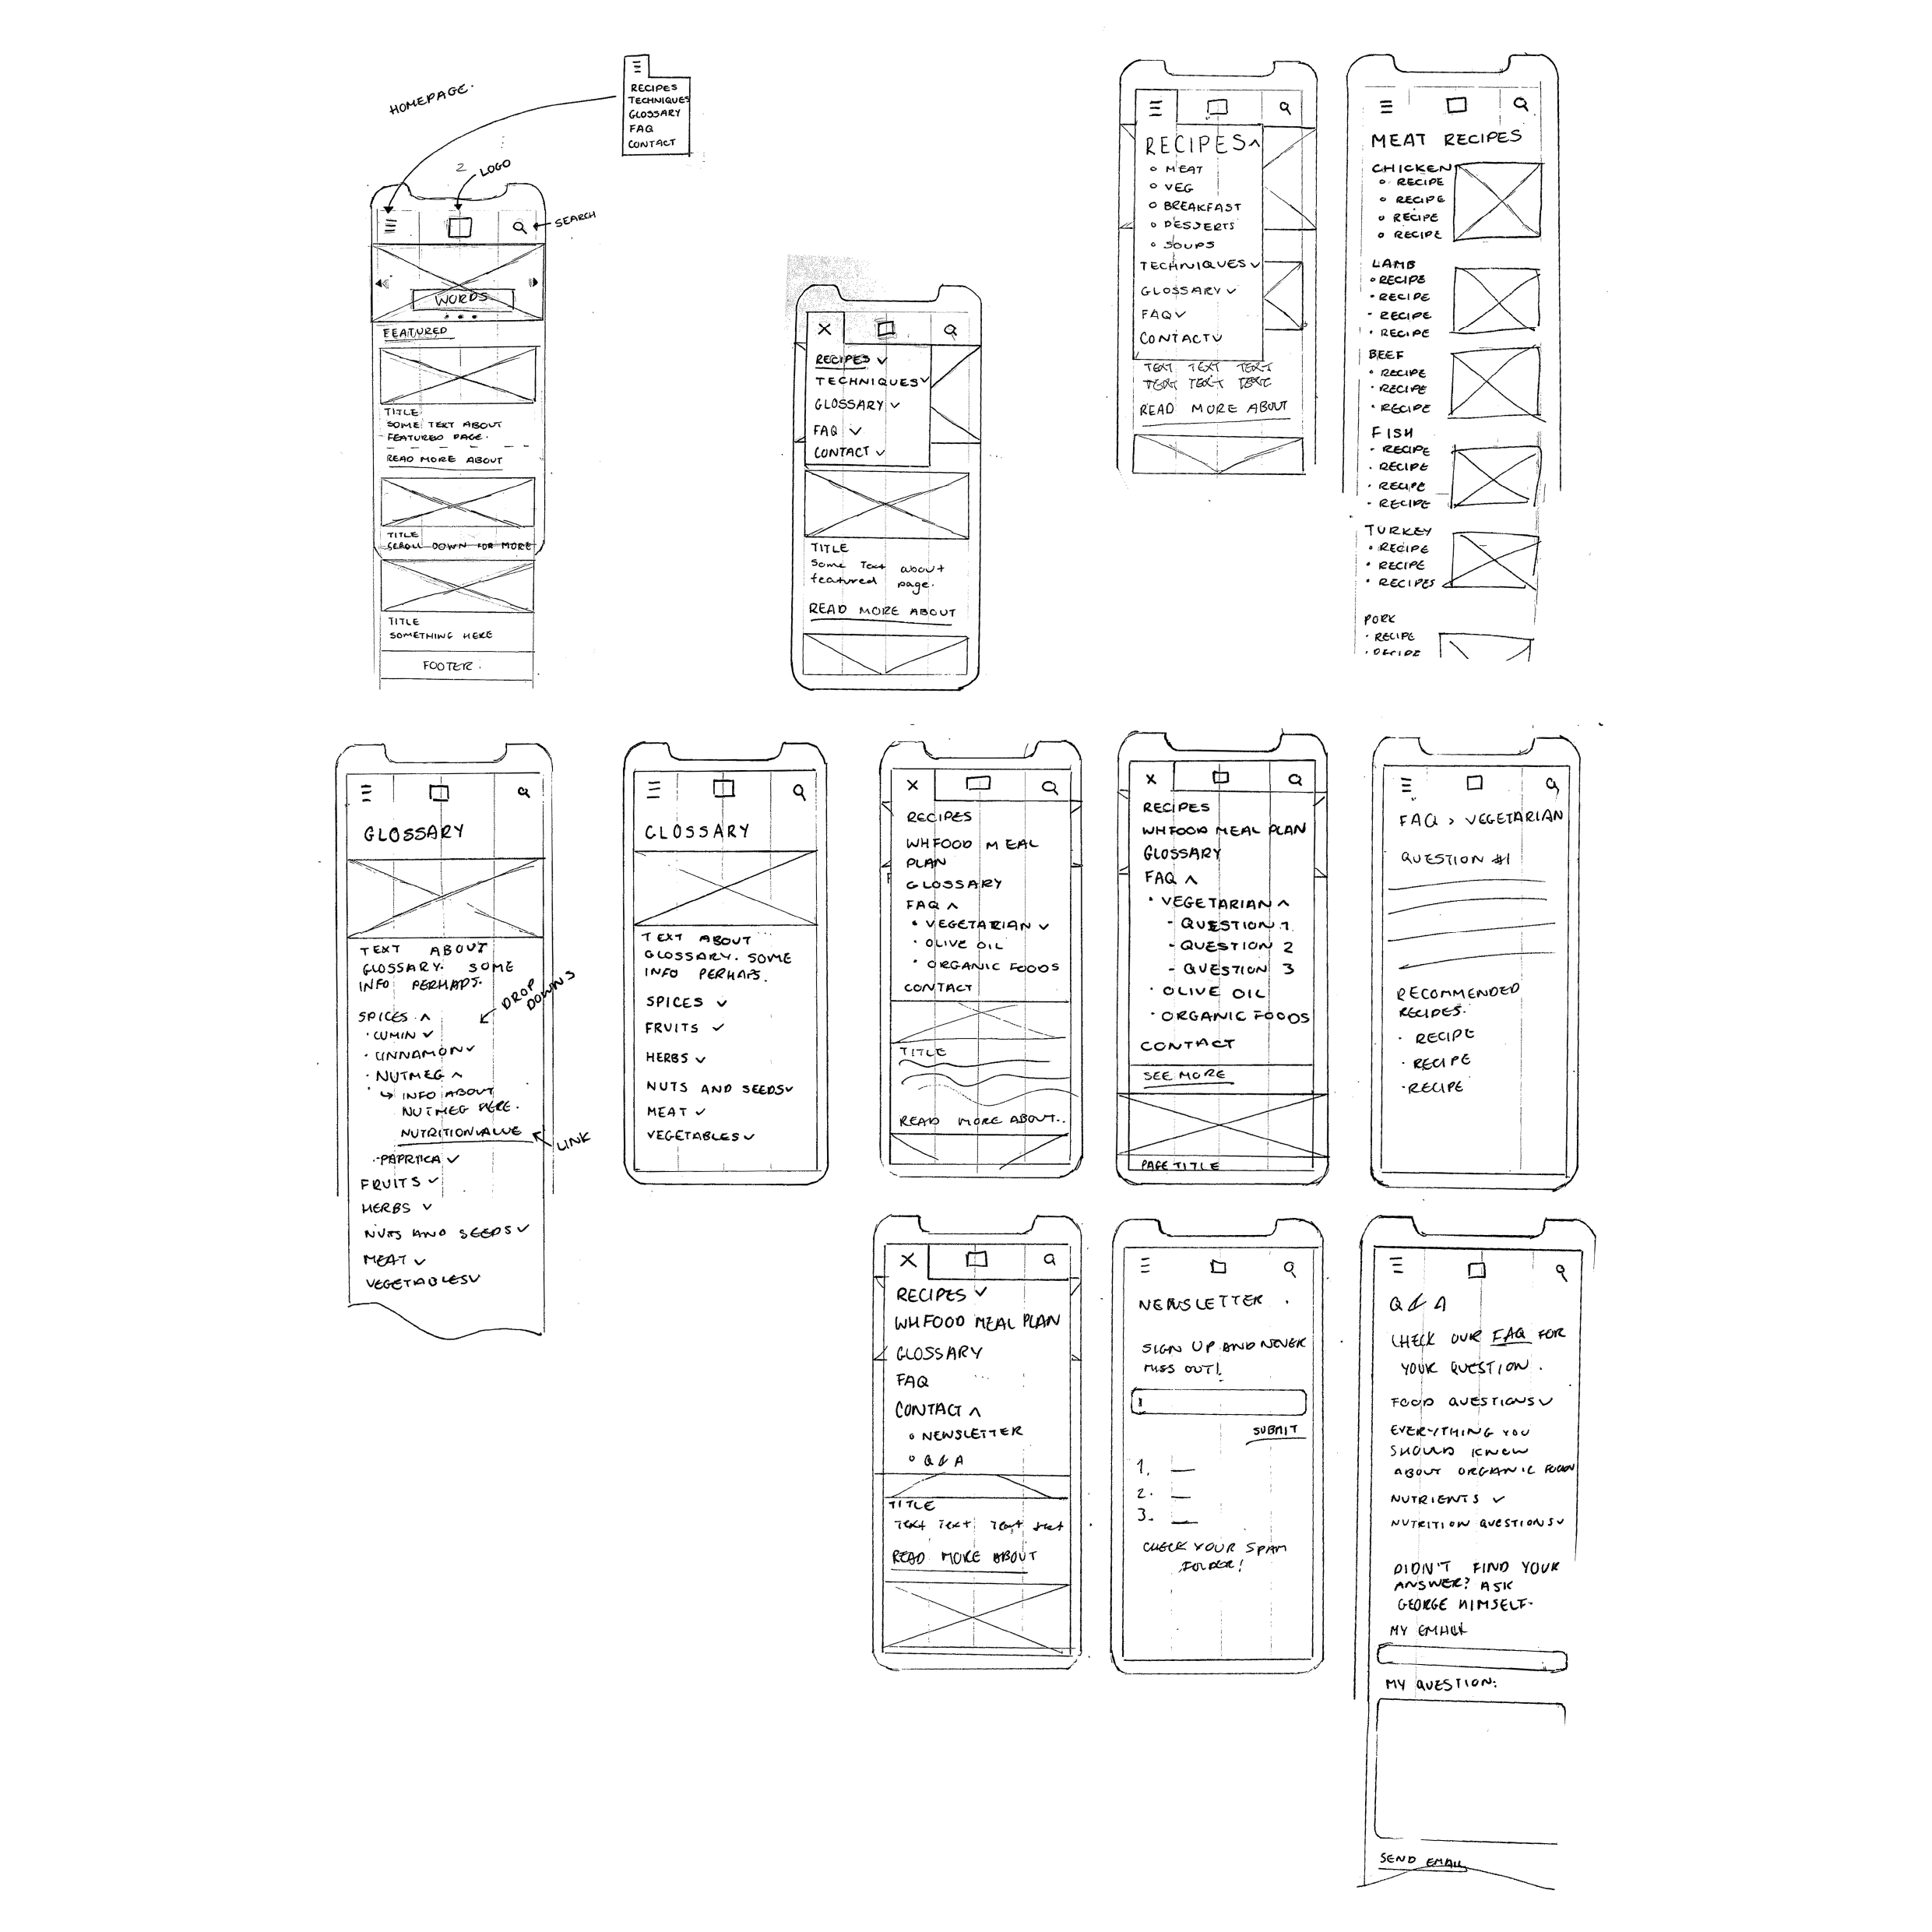 HOMEPAGE.
RECIPES
TECHNIQUES
GLOSSARY
FAQ
CONTACT
2
LOGO
SEARCH
WORDS
FEATURED
TITLE
SOME TEXT ABOUT
FEATURED PAGE.
READ MORE ABOUT
TITLE
SCROLL DOWN FOR MORE
TITLE
SOMETHING HERE
FOOTER.
X
RECIPES
TECHNIQUES
GLOSSARY
FAQ
CONTACT
TITLE
Some Text about
featured page.
READ MORE ABOUT
RECIPES
MEAT
VEG
BREAKFAST
DESSERTS
SOUPS
TECHNIQUES
GLOSSARY
FAQ
CONTACT
TEXT TEXT TEXT
TEXT TEXT TEXT
READ MORE ABOUT
MEAT RECIPES
CHICKEN
RECIPE
RECIPE
RECIPE
RECIPE
LAMB
RECIPE
RECIPE
RECIPE
RECIPE
BEEF
RECIPE
RECIPE
RECIPE
FISH
RECIPE
RECIPE
RECIPE
RECIPE
TURKEY
RECIPE
RECIPE
RECIPES
PORK
RECIPE
RECIPE
GLOSSARY
TEXT ABOUT
GLOSSARY. SOME
INFO PERHAPS.
DROP
DOWNS
SPICES
CUMIN
CINNAMON
NUTMEG
INFO ABOUT
NUTMEG HERE.
NUTRITIONVALUE
LINK
PAPRICA
FRUITS
HERBS
NUTS AND SEEDS
MEAT
VEGETABLES
GLOSSARY
TEXT ABOUT
GLOSSARY. SOME
INFO PERHAPS.
SPICES
FRUITS
HERBS
NUTS AND SEEDS
MEAT
VEGETABLES
X
RECIPES
WHFOOD MEAL
PLAN
GLOSSARY
FAQ
VEGETARIAN
OLIVE OIL
ORGANIC FOODS
CONTACT
TITLE
READ MORE ABOUT..
X
RECIPES
WHFOOD MEAL PLAN
GLOSSARY
FAQ
VEGETARIAN
- QUESTION 1.
- QUESTION 2
- QUESTION 3
OLIVE OIL
ORGANIC FOODS
CONTACT
SEE MORE
PAGE TITLE
FAQ > VEGETARIAN
QUESTION #1
RECOMMENDED
RECIPES.
RECIPE
RECIPE
RECIPE
X
RECIPES
WHFOOD MEAL PLAN
GLOSSARY
FAQ
CONTACT
NEWSLETTER
Q & A
TITLE
Text Text Text text
READ MORE ABOUT
NEWSLETTER.
SIGN UP AND NEVER
MISS OUT!
SUBMIT
1.
2.
3.
CHECK YOUR SPAM
FOLDER!
Q & A
CHECK OUR FAQ FOR
YOUR QUESTION.
FOOD QUESTIONS
EVERYTHING YOU
SHOULD KNOW
ABOUT ORGANIC FOOD
NUTRIENTS
NUTRITION QUESTIONS
DIDN'T FIND YOUR
ANSWER? ASK
GEORGE HIMSELF.
MY EMAIL
MY QUESTION:
SEND EMAIL